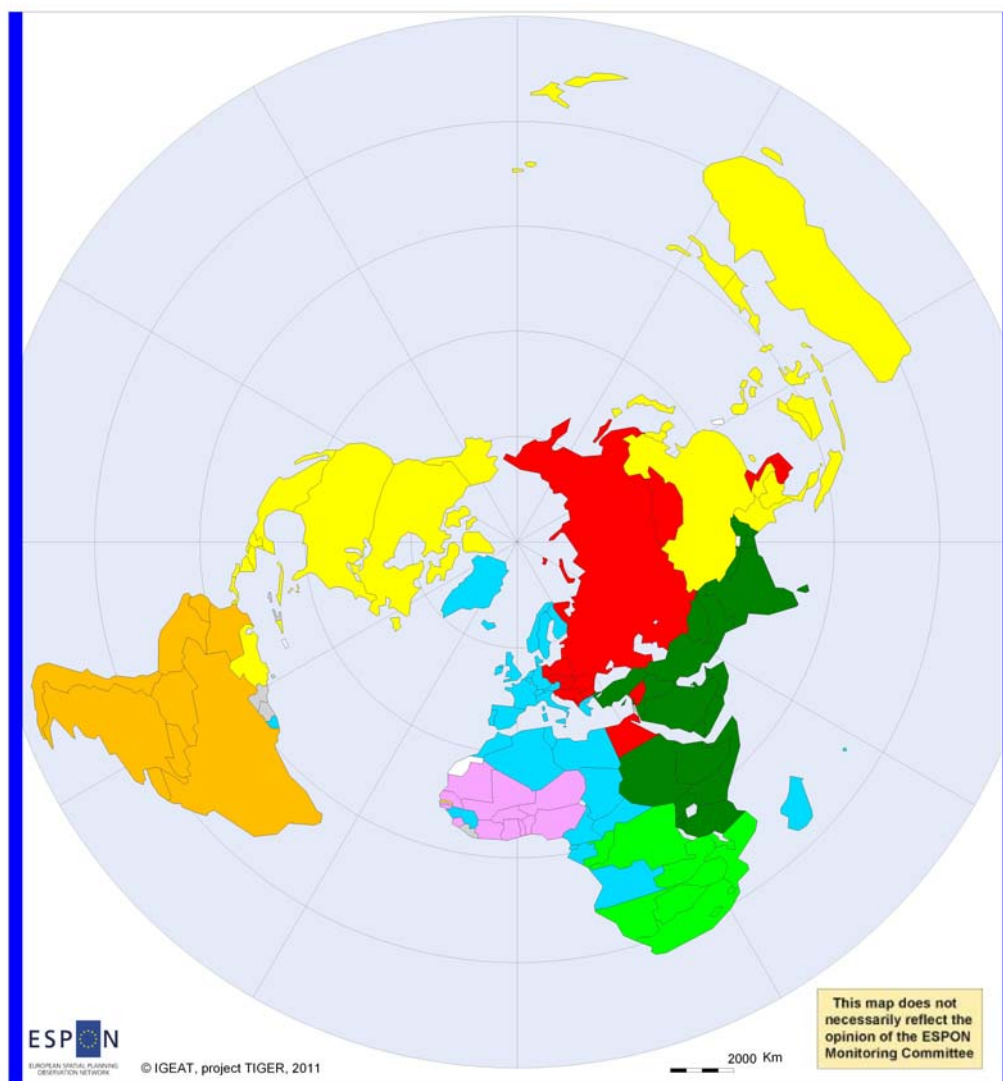 This map does not
necessarily reflect the
opinion of the ESPON
Monitoring Committee
2000 Km
ESPON
EUROPEAN SPATIAL PLANNING
OBSERVATION NETWORK
© IGEAT, project TIGER, 2011